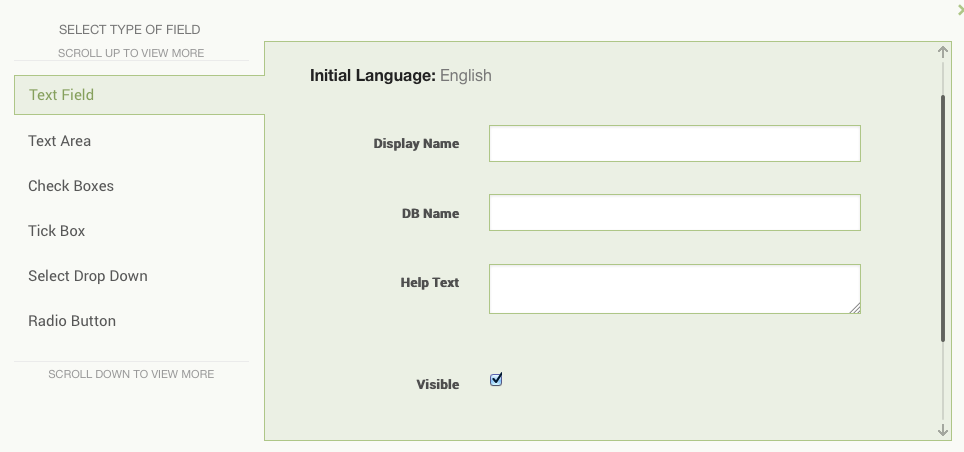 SELECT TYPE OF FIELD
SCROLL UP TO VIEW MORE
Text Field
Text Area
Check Boxes
Tick Box
Select Drop Down
Radio Button
SCROLL DOWN TO VIEW MORE
Initial Language: English
Display Name
DB Name
Help Text
Visible